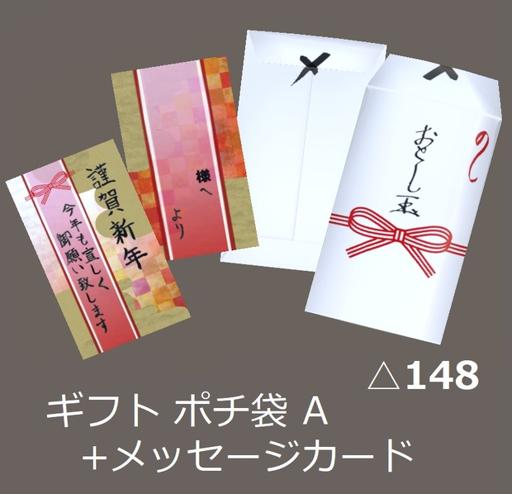 謹賀新年
今年も宜しく
御願い致します
様へ
より
おとし玉
のし
△148
ギフト ポチ袋 A
+メッセージカード